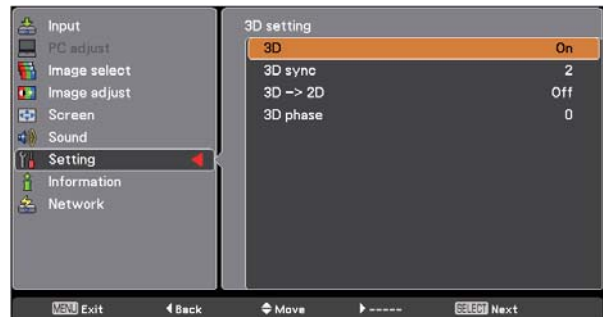 Input
PC adjust
Image select
Image adjust
Screen
Sound
Setting
Information
Network
3D setting
3D On
3D sync 2
3D -> 2D Off
3D phase 0
MENU Exit Back Move ----- SELECT Next